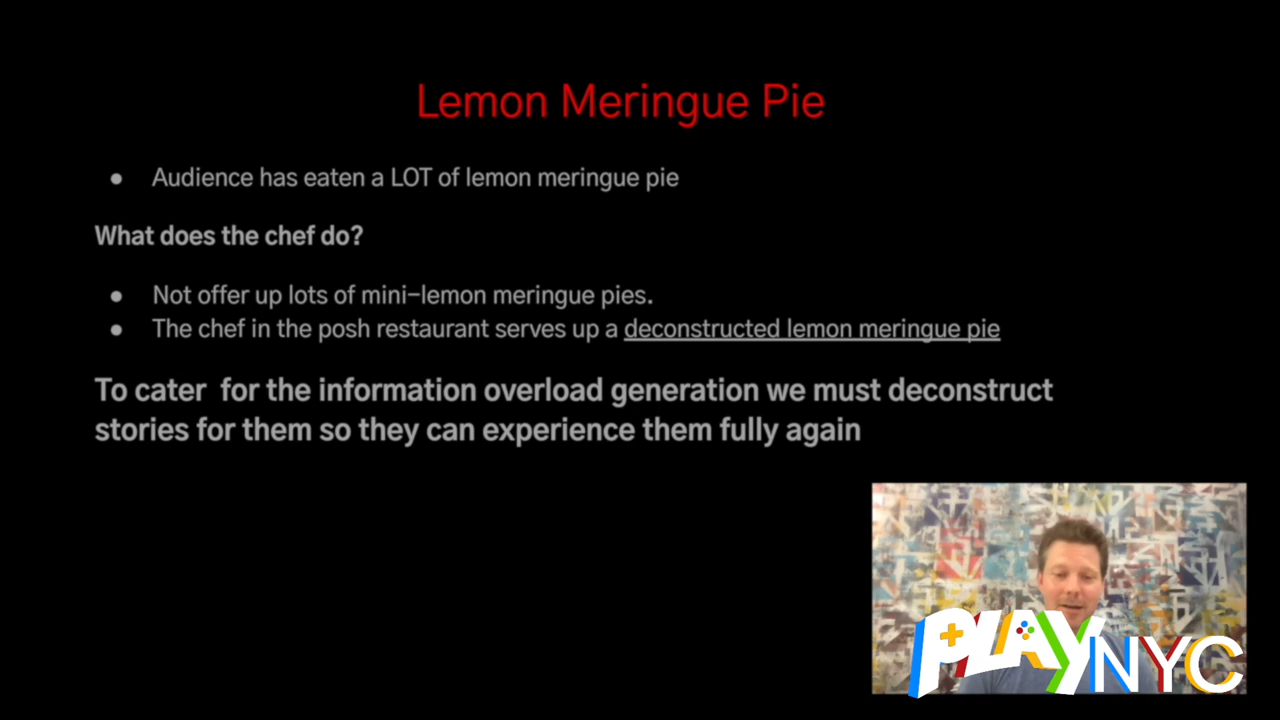 Lemon Meringue Pie
● Audience has eaten a LOT of lemon meringue pie
What does the chef do?
● Not offer up lots of mini-lemon meringue pies.
● The chef in the posh restaurant serves up a deconstructed lemon meringue pie
To cater  for the information overload generation we must deconstruct
stories for them so they can experience them fully again
PLAY NYC